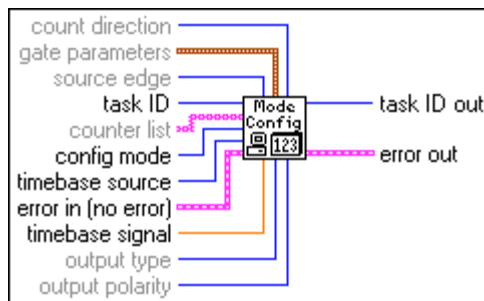 count direction
gate parameters
source edge
task ID
counter list
config mode
timebase source
error in (no error)
timebase signal
output type
output polarity
Mode
Config
123
task ID out
error out